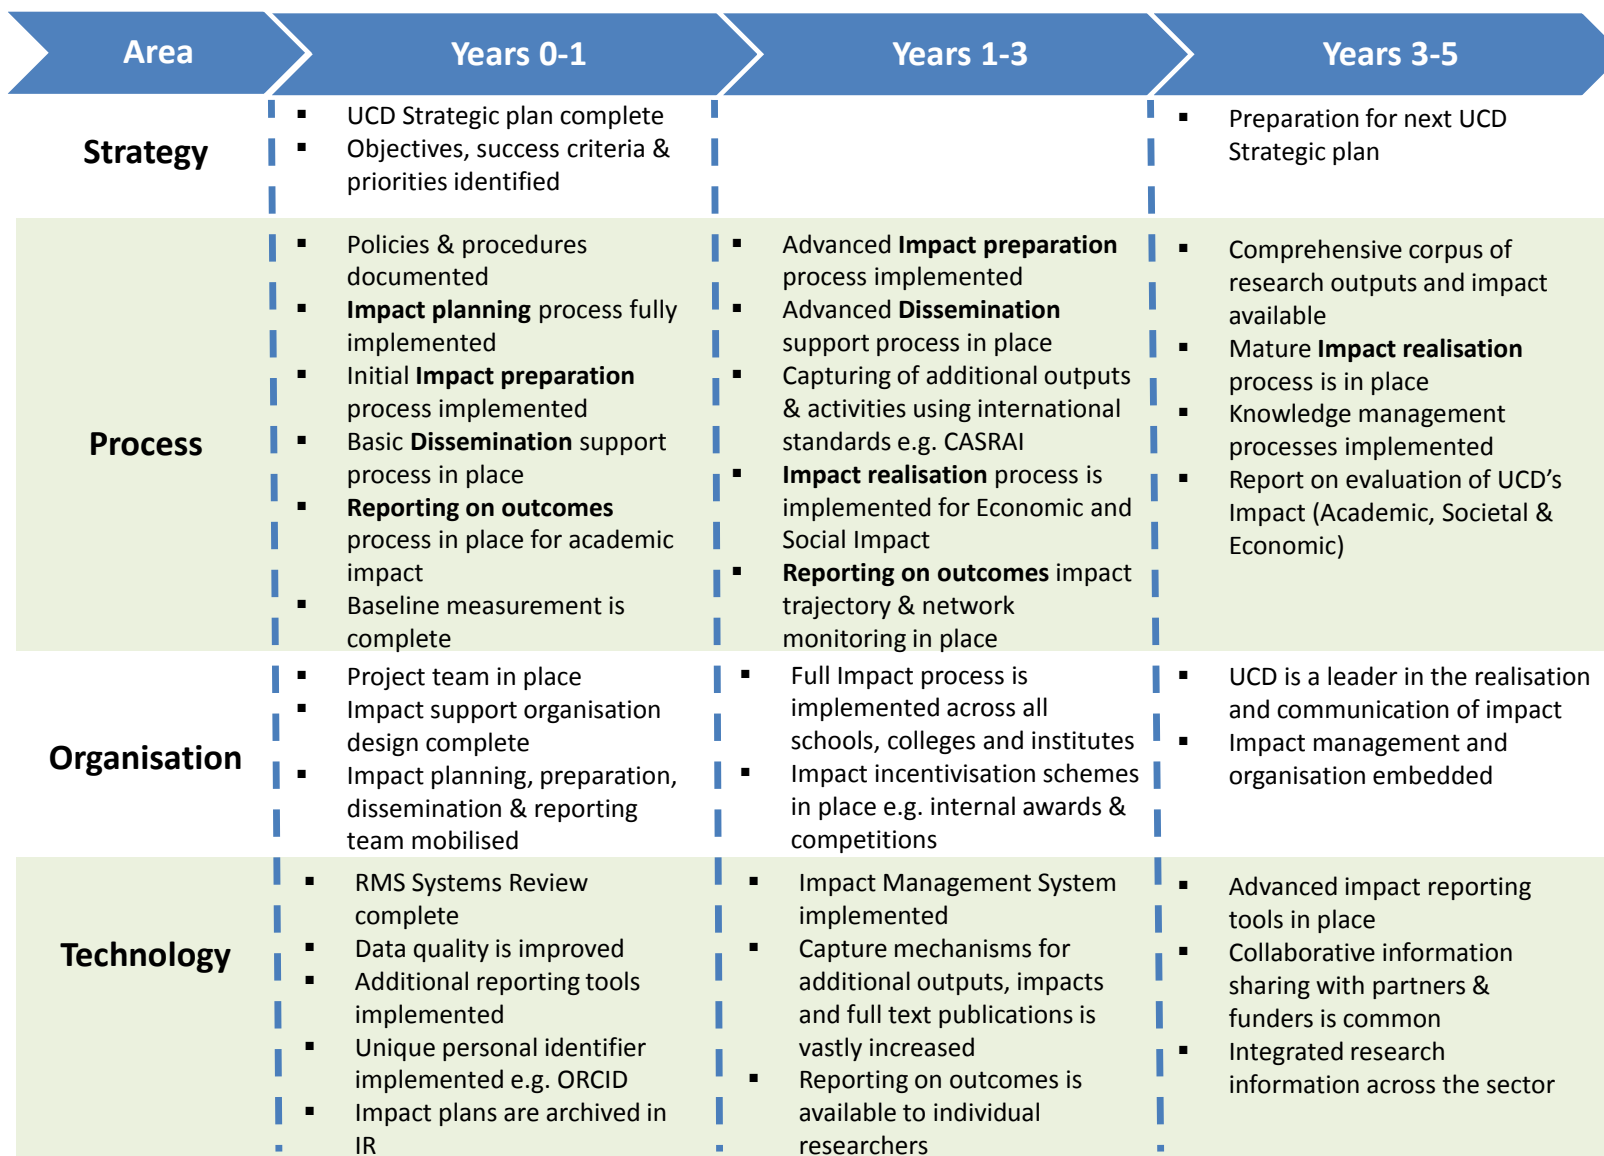 Area
Years 0-1
Years 1-3
Years 3-5
Strategy
▪ UCD Strategic plan complete
▪ Objectives, success criteria &
priorities identified
▪ Preparation for next UCD
Strategic plan
Process
▪ Policies & procedures
documented
▪ Impact planning process fully
implemented
▪ Initial Impact preparation
process implemented
▪ Basic Dissemination support
process in place
▪ Reporting on outcomes
process in place for academic
impact
▪ Baseline measurement is
complete
▪ Advanced Impact preparation
process implemented
▪ Advanced Dissemination
support process in place
▪ Capturing of additional outputs
& activities using international
standards e.g. CASRAI
▪ Impact realisation process is
implemented for Economic and
Social Impact
▪ Reporting on outcomes impact
trajectory & network
monitoring in place
▪ Comprehensive corpus of
research outputs and impact
available
▪ Mature Impact realisation
process is in place
▪ Knowledge management
processes implemented
▪ Report on evaluation of UCD’s
Impact (Academic, Societal &
Economic)
Organisation
▪ Project team in place
▪ Impact support organisation
design complete
▪ Impact planning, preparation,
dissemination & reporting
team mobilised
▪ Full Impact process is
implemented across all
schools, colleges and institutes
▪ Impact incentivisation schemes
in place e.g. internal awards &
competitions
▪ UCD is a leader in the realisation
and communication of impact
▪ Impact management and
organisation embedded
Technology
▪ RMS Systems Review
complete
▪ Data quality is improved
▪ Additional reporting tools
implemented
▪ Unique personal identifier
implemented e.g. ORCID
▪ Impact plans are archived in
IR
▪ Impact Management System
implemented
▪ Capture mechanisms for
additional outputs, impacts
and full text publications is
vastly increased
▪ Reporting on outcomes is
available to individual
researchers
▪ Advanced impact reporting
tools in place
▪ Collaborative information
sharing with partners &
funders is common
▪ Integrated research
information across the sector